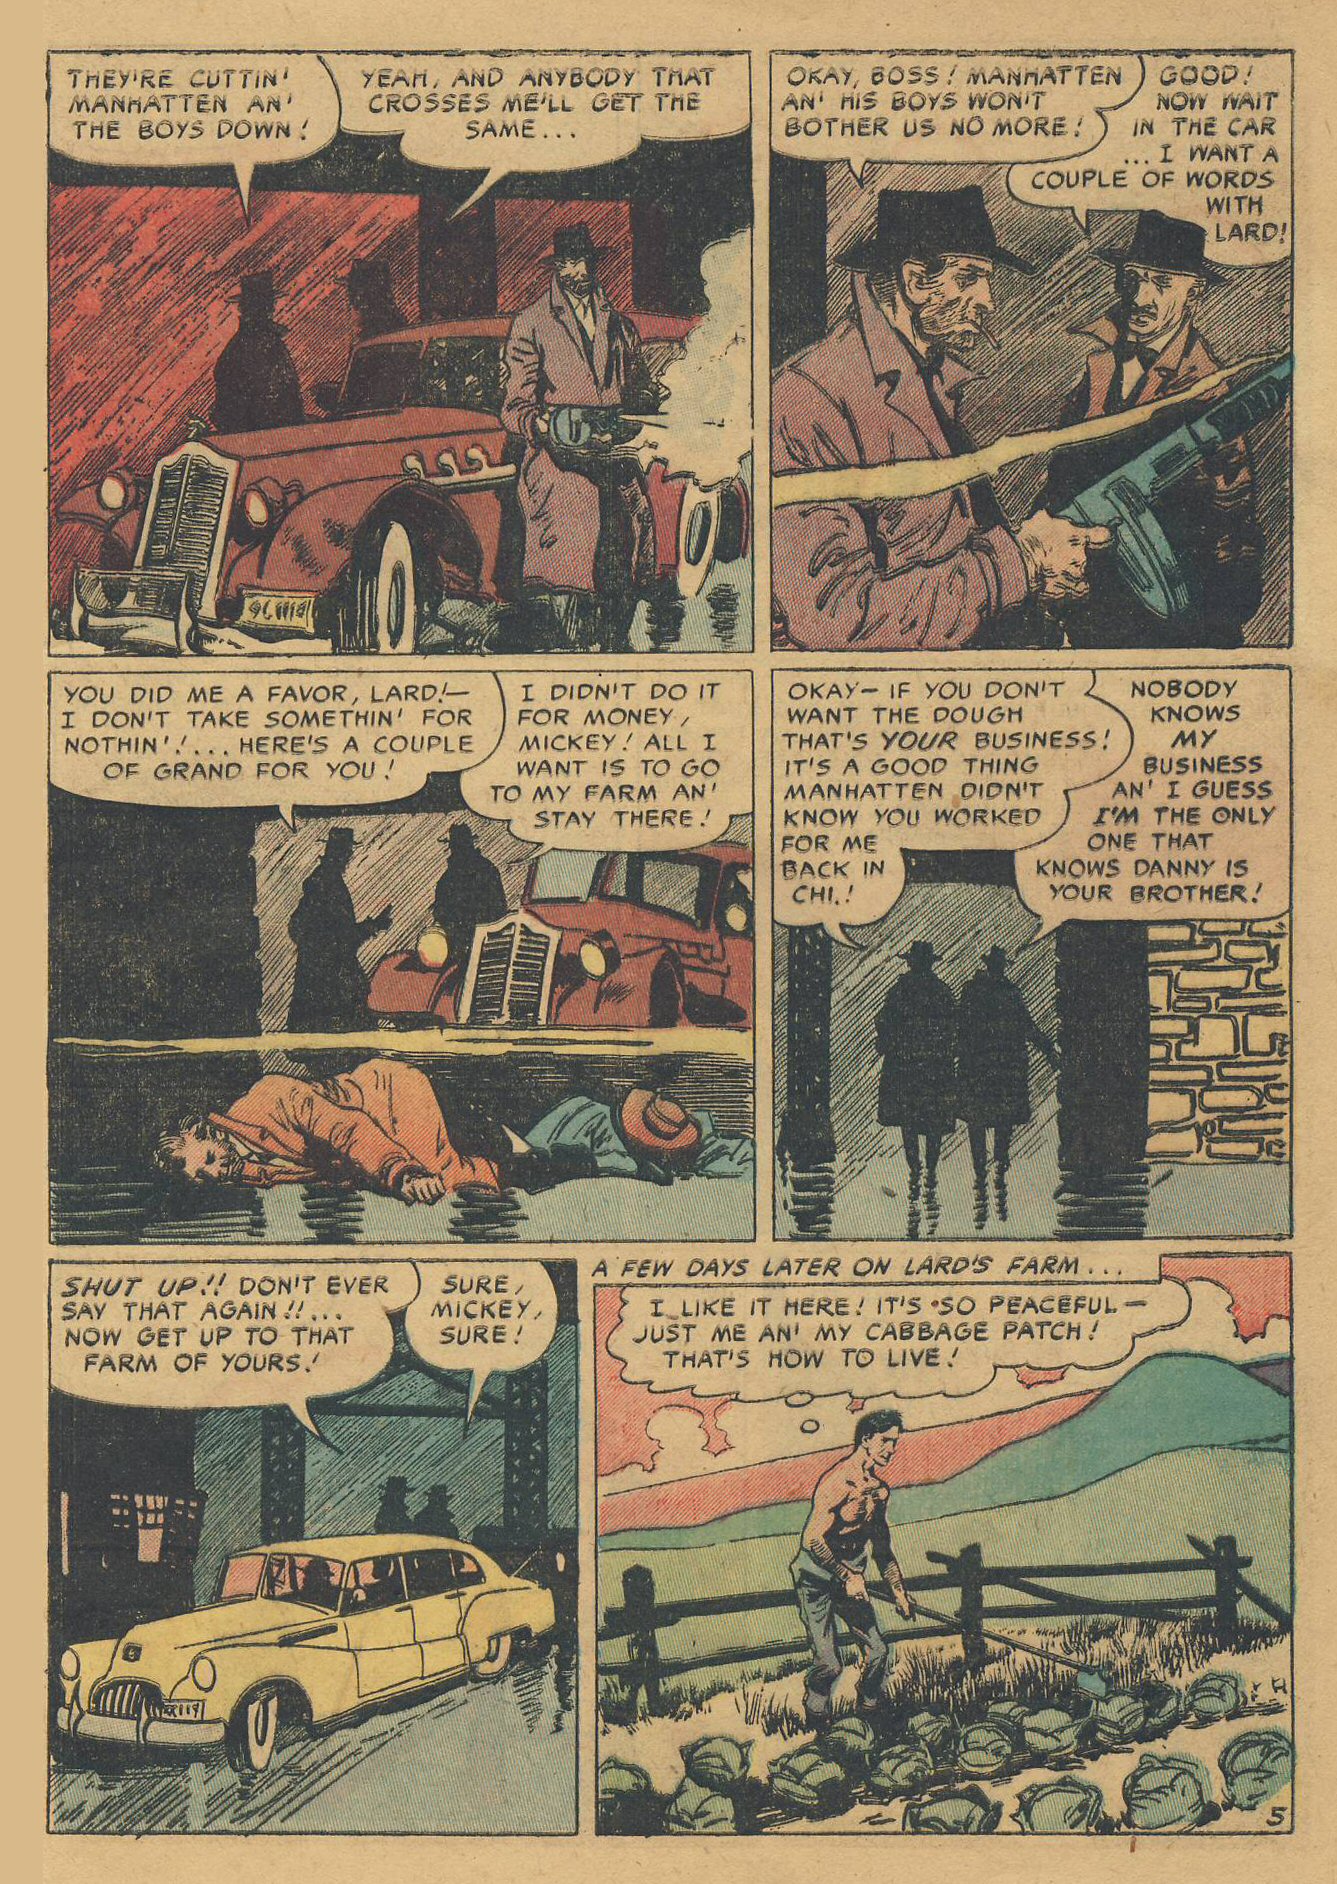 THEY'RE CUTTIN'
MANHATTEN AN'
THE BOYS DOWN!
YEAH, AND ANYBODY THAT
CROSSES ME'LL GET THE
SAME...
OKAY, BOSS! MANHATTEN
AN' HIS BOYS WON'T
BOTHER US NO MORE!
GOOD!
NOW WAIT
IN THE CAR
...I WANT A
COUPLE OF WORDS
WITH
LARD!
YOU DID ME A FAVOR, LARD!—
I DON'T TAKE SOMETHIN' FOR
NOTHIN'!...HERE'S A COUPLE
OF GRAND FOR YOU!
I DIDN'T DO IT
FOR MONEY,
MICKEY! ALL I
WANT IS TO GO
TO MY FARM AN'
STAY THERE!
OKAY—IF YOU DON'T
WANT THE DOUGH
THAT'S YOUR BUSINESS!
IT'S A GOOD THING
MANHATTEN DIDN'T
KNOW YOU WORKED
FOR ME
BACK IN
CHI.!
NOBODY
KNOWS
MY
BUSINESS
AN' I GUESS
I'M THE ONLY
ONE THAT
KNOWS DANNY IS
YOUR BROTHER!
SHUT UP!! DON'T EVER
SAY THAT AGAIN!!...
NOW GET UP TO THAT
FARM OF YOURS!
SURE,
MICKEY,
SURE!
A FEW DAYS LATER ON LARD'S FARM...
I LIKE IT HERE! IT'S SO PEACEFUL—
JUST ME AN' MY CABBAGE PATCH!
THAT'S HOW TO LIVE!
5